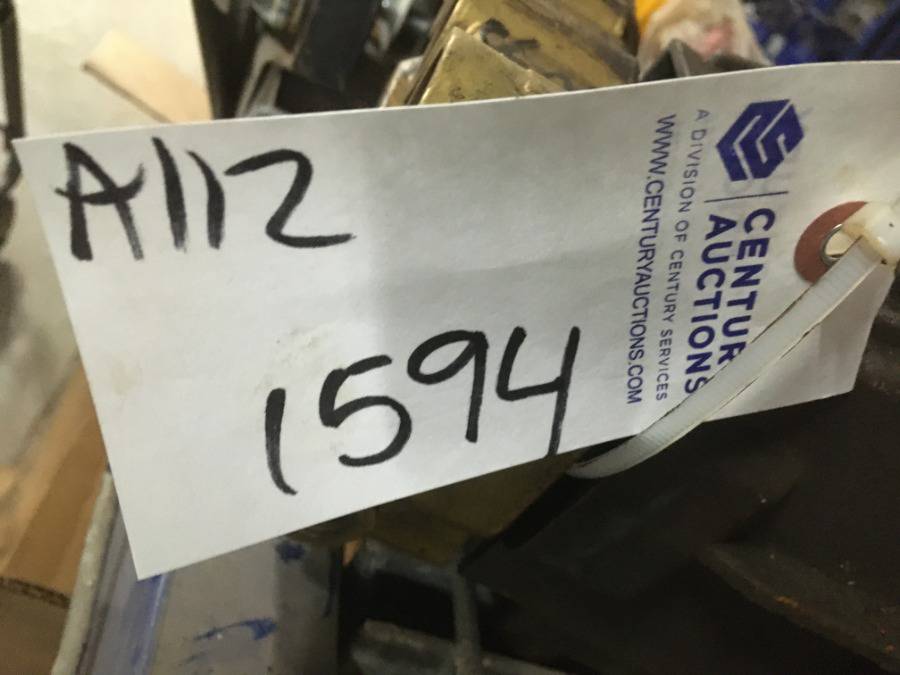 A112
1594
CENTUR
AUCTIONS
A DIVISION OF CENTURY SERVICES
WWW.CENTURYAUCTIONS.COM